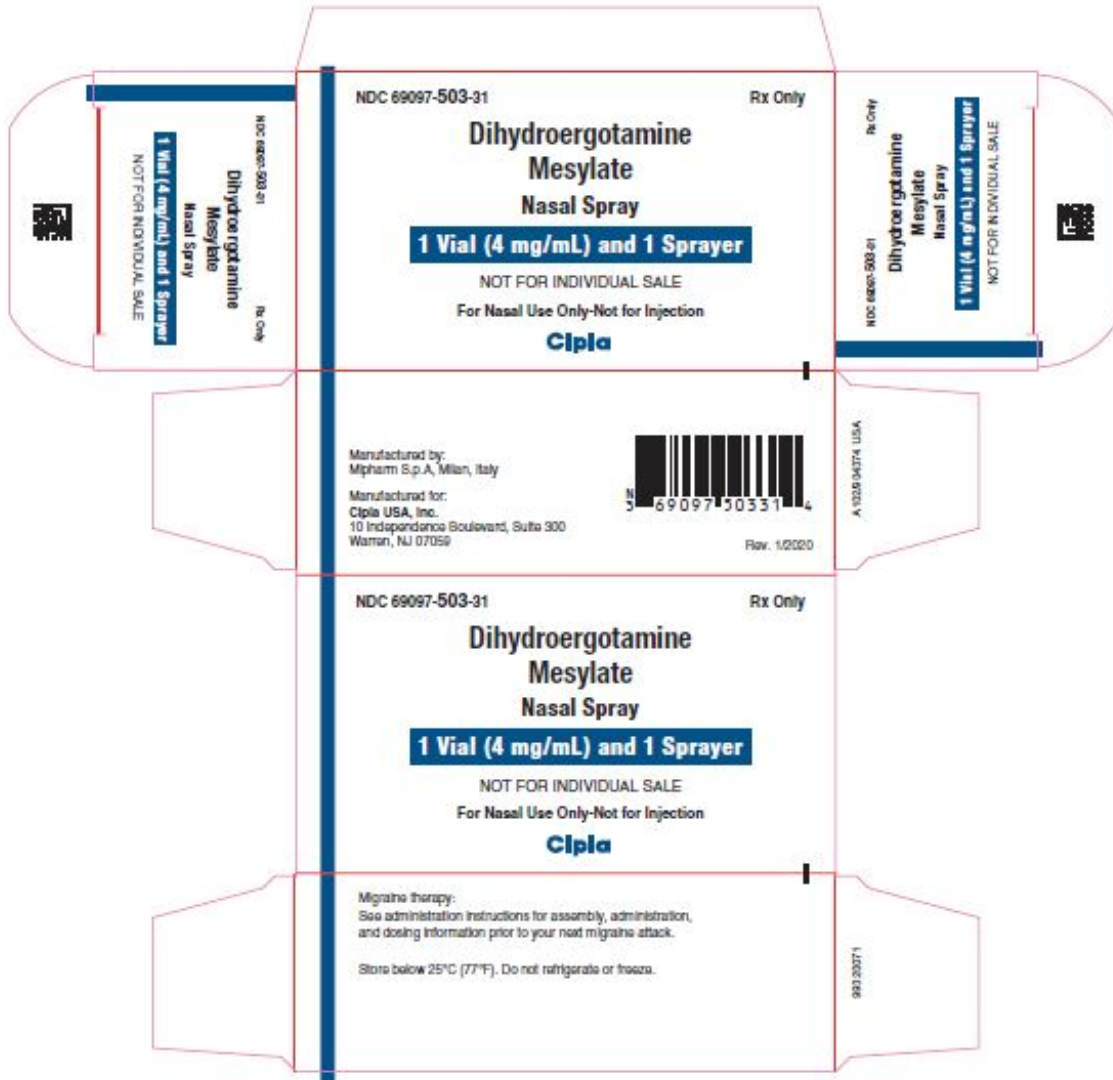 NDC 69097-503-31 Rx Only
Dihydroergotamine
Mesylate
Nasal Spray
1 Vial (4 mg/mL) and 1 Sprayer
NOT FOR INDIVIDUAL SALE
NDC 69097-503-31 Rx Only
Dihydroergotamine
Mesylate
Nasal Spray
1 Vial (4 mg/mL) and 1 Sprayer
NOT FOR INDIVIDUAL SALE
For Nasal Use Only-Not for Injection
Cipla
NDC 69097-503-31 Rx Only
Dihydroergotamine
Mesylate
Nasal Spray
1 Vial (4 mg/mL) and 1 Sprayer
NOT FOR INDIVIDUAL SALE
Manufactured by:
Mipharm S.p.A, Milan, Italy
Manufactured for:
Cipla USA, Inc.
10 Independence Boulevard, Suite 300
Warren, NJ 07059
N
3 69097 50331 4
Rev. 1/2020
USA
NDC 69097-503-31 Rx Only
Dihydroergotamine
Mesylate
Nasal Spray
1 Vial (4 mg/mL) and 1 Sprayer
NOT FOR INDIVIDUAL SALE
For Nasal Use Only-Not for Injection
Cipla
Migraine therapy:
See administration instructions for assembly, administration,
and dosing information prior to your next migraine attack.
Store below 25°C (77°F). Do not refrigerate or freeze.
99320071